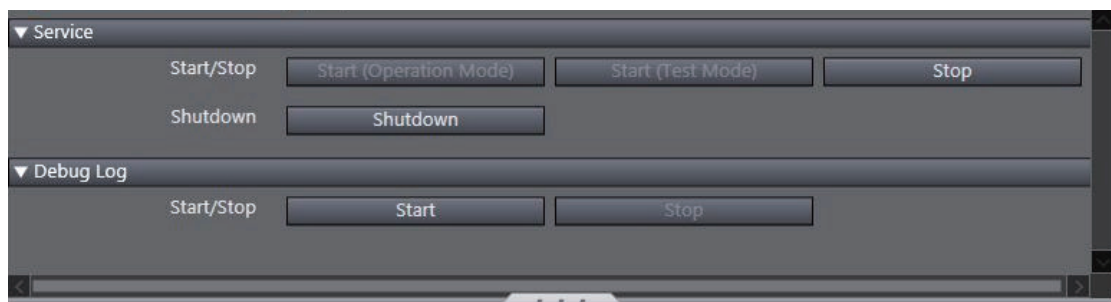 ▼ Service
Start/Stop Start (Operation Mode) Start (Test Mode) Stop
Shutdown Shutdown
▼ Debug Log
Start/Stop Start Stop